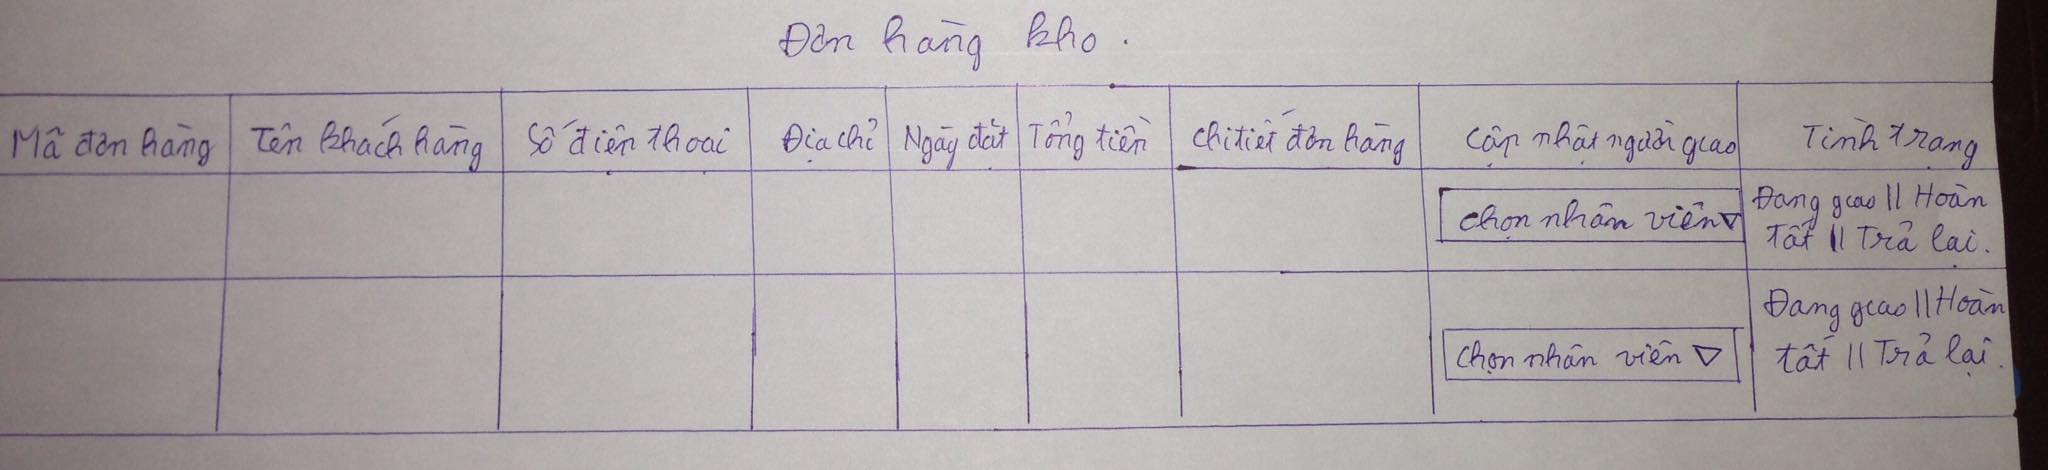 Đơn hàng kho.
Mã đơn hàng
Tên khách hàng
Số điện thoại
Địa chỉ
Ngày đặt
Tổng tiền
Chi tiết đơn hàng
Cập nhật người giao
Tình trạng
Chọn nhân viên
Đang giao || Hoàn
tất || Trả lại.
Chọn nhân viên
Đang giao || Hoàn
tất || Trả lại.